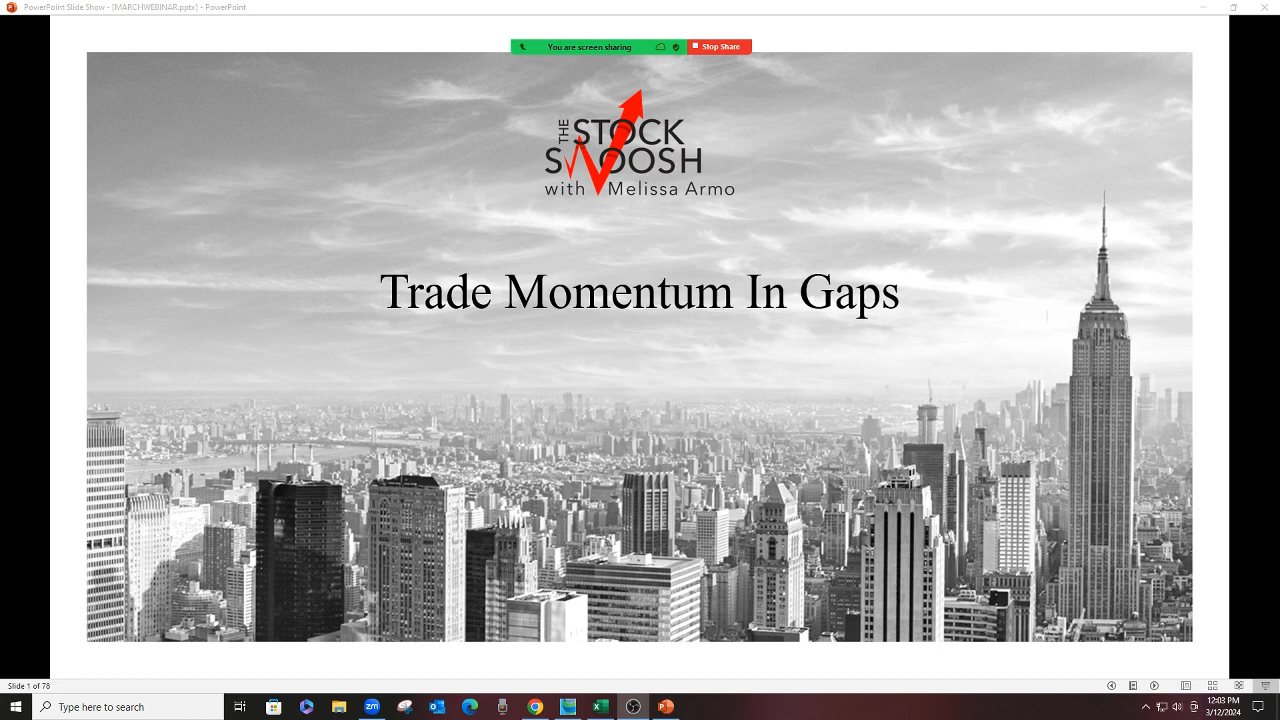 PowerPoint Slide Show - [MARCHWEBINAR.pptx] - PowerPoint
You are screen sharing
Stop Share
THE STOCK
SWOOSH
with Melissa Armo
Trade Momentum In Gaps
Slide 1 of 78
Type here to search
zm
12:03 PM
3/12/2024